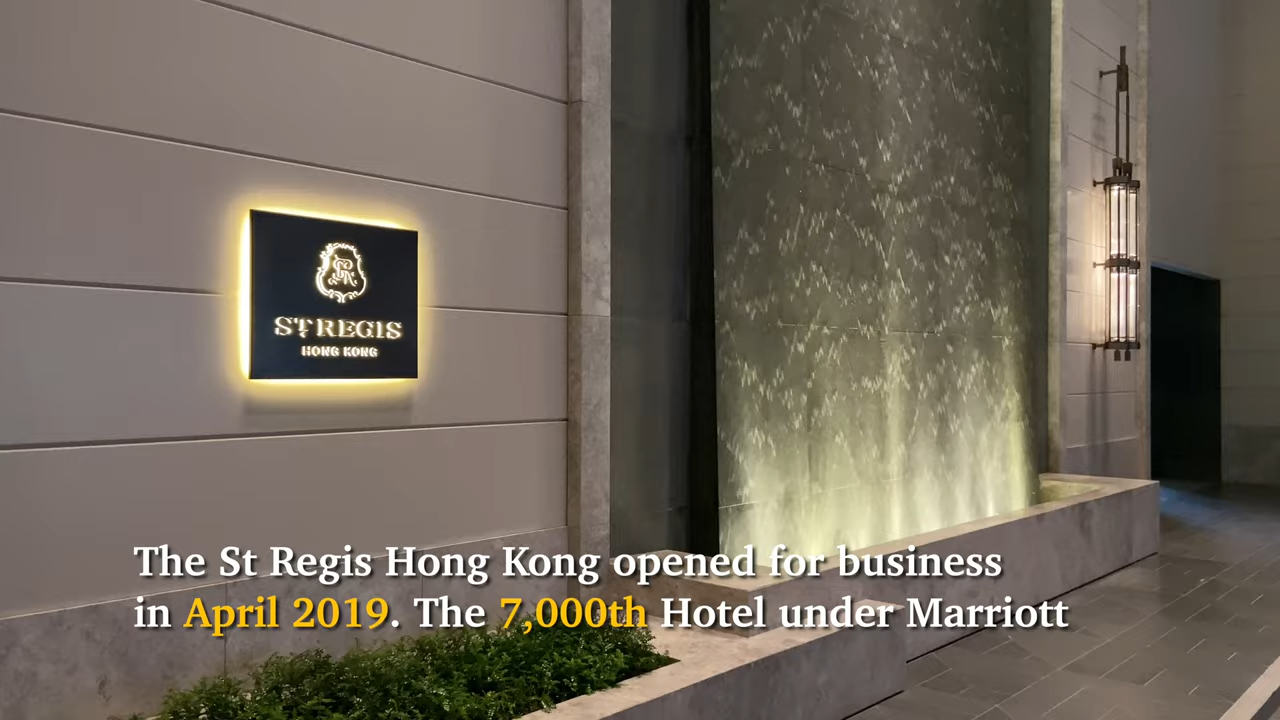 ST REGIS
HONG KONG
The St Regis Hong Kong opened for business
in April 2019. The 7,000th Hotel under Marriott